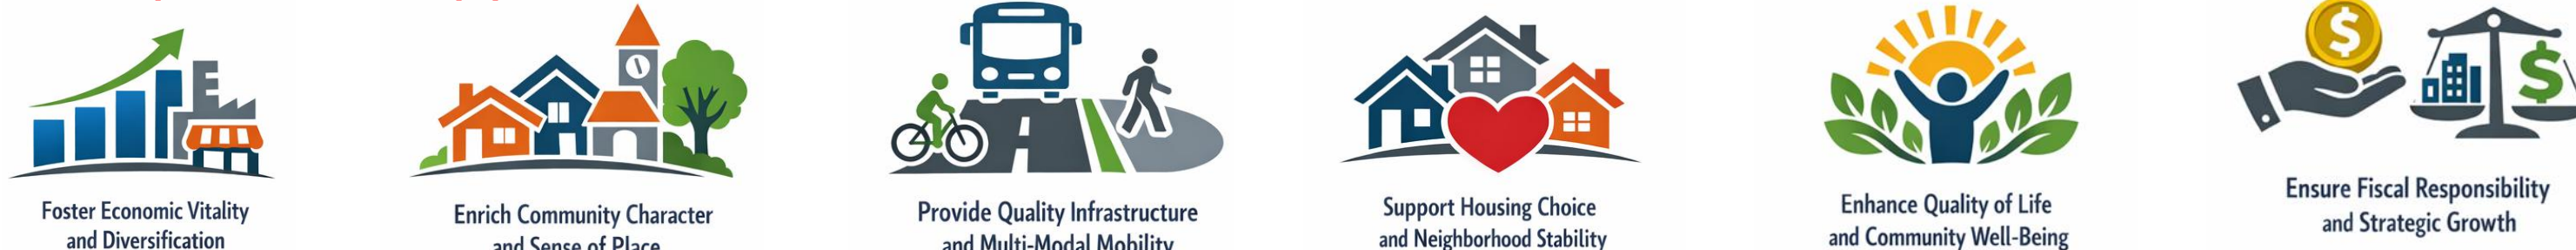 Foster Economic Vitality
and Diversification
Enrich Community Character
and Sense of Place
Provide Quality Infrastructure
and Multi-Modal Mobility
Support Housing Choice
and Neighborhood Stability
Enhance Quality of Life
and Community Well-Being
$
$
Ensure Fiscal Responsibility
and Strategic Growth